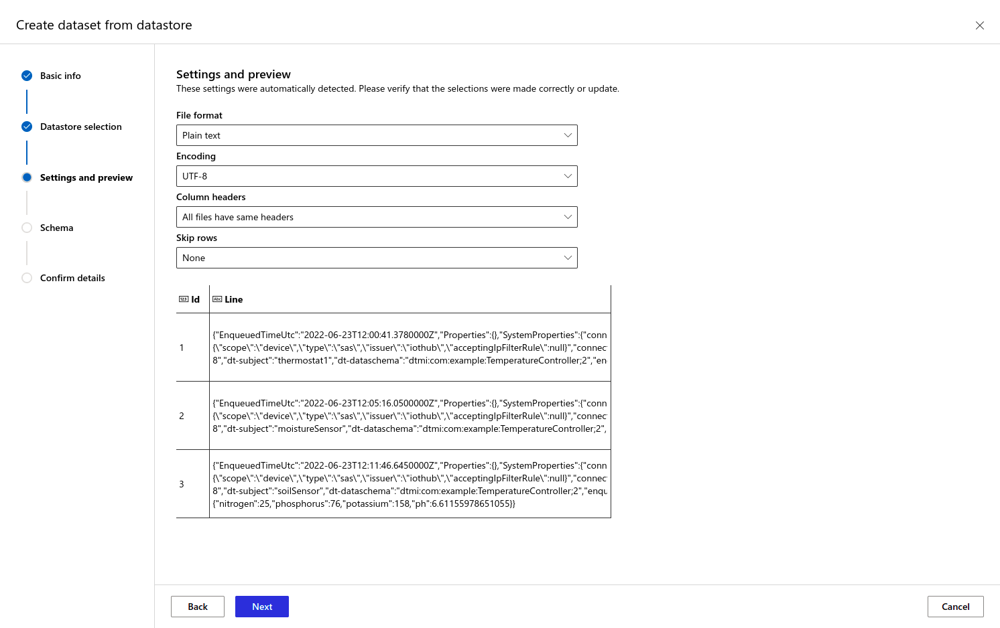 Create dataset from datastore
Basic info
Datastore selection
Settings and preview
Schema
Confirm details
Settings and preview
These settings were automatically detected. Please verify that the selections were made correctly or update.
File format
Plain text
Encoding
UTF-8
Column headers
All files have same headers
Skip rows
None
123 Id
Abc Line
1
{"EnqueuedTimeUtc":"2022-06-23T12:00:41.3780000Z","Properties":{},"SystemProperties":{"conn
{\"scope\":\"device\",\"type\":\"sas\",\"issuer\":\"iothub\",\"acceptingIpFilterRule\":null}","connec
8","dt-subject":"thermostat1","dt-dataschema":"dtmi:com:example:TemperatureController;2","en
2
{"EnqueuedTimeUtc":"2022-06-23T12:05:16.0500000Z","Properties":{},"SystemProperties":{"conn
{\"scope\":\"device\",\"type\":\"sas\",\"issuer\":\"iothub\",\"acceptingIpFilterRule\":null}","connec
8","dt-subject":"moistureSensor","dt-dataschema":"dtmi:com:example:TemperatureController;2",
3
{"EnqueuedTimeUtc":"2022-06-23T12:11:46.6450000Z","Properties":{},"SystemProperties":{"conn
{\"scope\":\"device\",\"type\":\"sas\",\"issuer\":\"iothub\",\"acceptingIpFilterRule\":null}","connec
8","dt-subject":"soilSensor","dt-dataschema":"dtmi:com:example:TemperatureController;2","enqu
{"nitrogen":25,"phosphorus":76,"potassium":158,"ph":6.61155978651055}}
Back
Next
Cancel